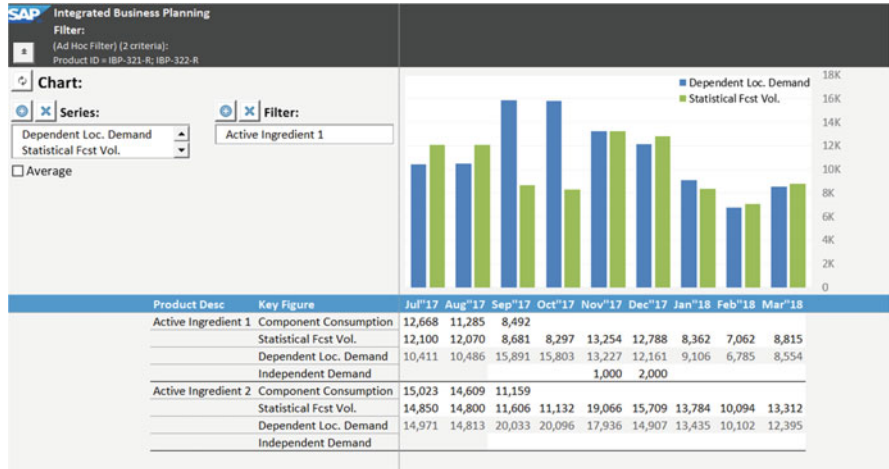 SAP Integrated Business Planning
Filter:
(Ad Hoc Filter) (2 criteria):
Product ID = IBP-321-R; IBP-322-R
Chart:
Series:
Filter:
Dependent Loc. Demand
Statistical Fcst Vol.
Active Ingredient 1
Average
Dependent Loc. Demand
Statistical Fcst Vol.
18K
16K
14K
12K
10K
8K
6K
4K
2K
0
Product Desc Key Figure Jul"17 Aug"17 Sep"17 Oct"17 Nov"17 Dec"17 Jan"18 Feb"18 Mar"18
Active Ingredient 1 Component Consumption 12,668 11,285 8,492
Statistical Fcst Vol. 12,100 12,070 8,681 8,297 13,254 12,788 8,362 7,062 8,815
Dependent Loc. Demand 10,411 10,486 15,891 15,803 13,227 12,161 9,106 6,785 8,554
Independent Demand 1,000 2,000
Active Ingredient 2 Component Consumption 15,023 14,609 11,159
Statistical Fcst Vol. 14,850 14,800 11,606 11,132 19,066 15,709 13,784 10,094 13,312
Dependent Loc. Demand 14,971 14,813 20,033 20,096 17,936 14,907 13,435 10,102 12,395
Independent Demand